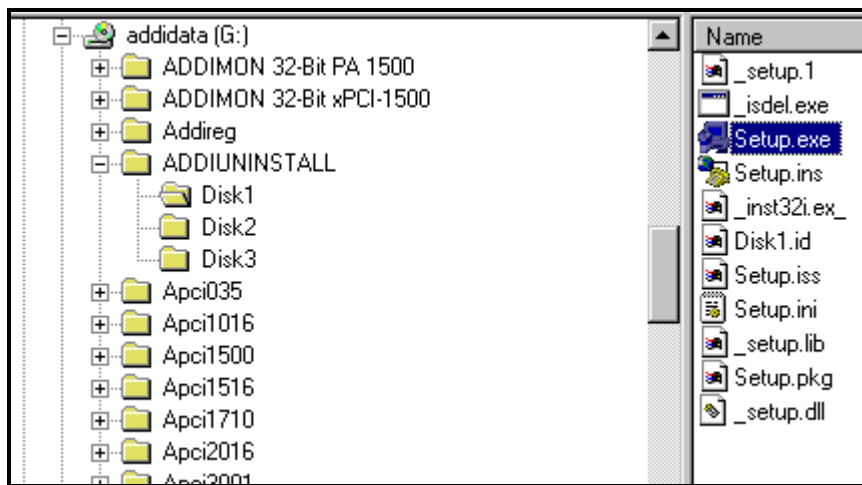 addidata (G:)
ADDIMON 32-Bit PA 1500
ADDIMON 32-Bit xPCI-1500
Addireg
ADDIUNINSTALL
Disk1
Disk2
Disk3
Apci035
Apci1016
Apci1500
Apci1516
Apci1710
Apci2016
Apci3001
Name
_setup.1
_isdel.exe
Setup.exe
Setup.ins
_inst32i.ex_
Disk1.id
Setup.iss
Setup.ini
_setup.lib
Setup.pkg
_setup.dll